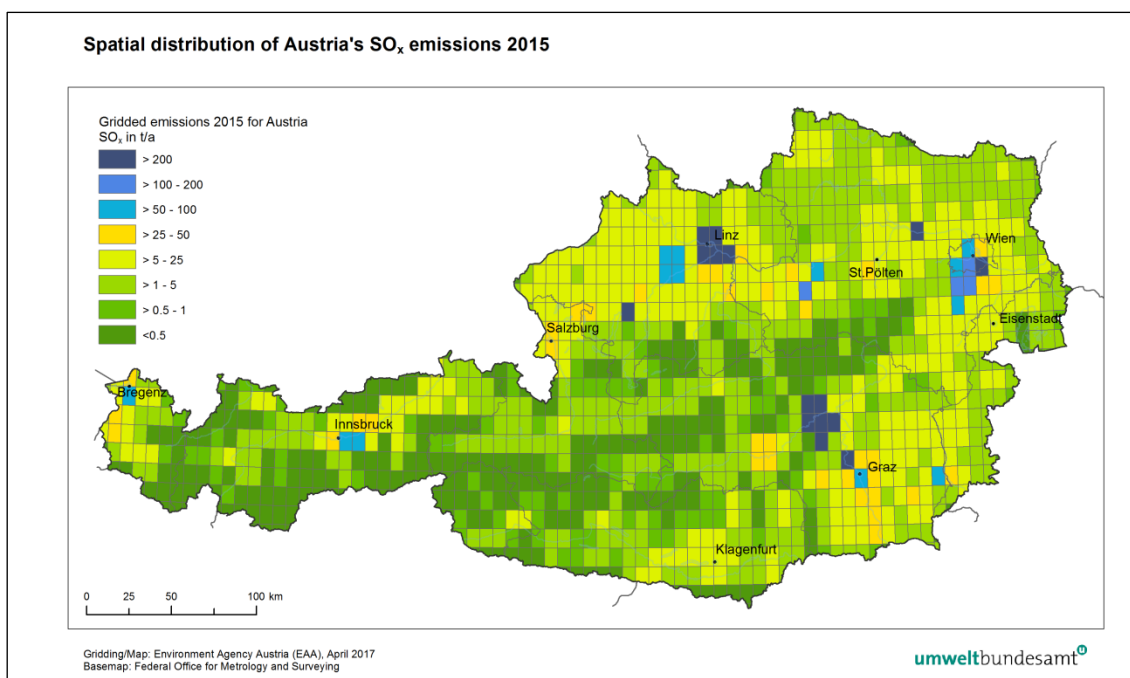 Spatial distribution of Austria's SOx emissions 2015
Gridded emissions 2015 for Austria
SOx in t/a
> 200
> 100 - 200
> 50 - 100
> 25 - 50
> 5 - 25
> 1 - 5
> 0.5 - 1
<0.5
Linz
Wien
St.Pölten
Eisenstadt
Salzburg
Bregenz
Innsbruck
Graz
Klagenfurt
0 25 50 100 km
Gridding/Map: Environment Agency Austria (EAA), April 2017
Basemap: Federal Office for Metrology and Surveying
umweltbundesamt u